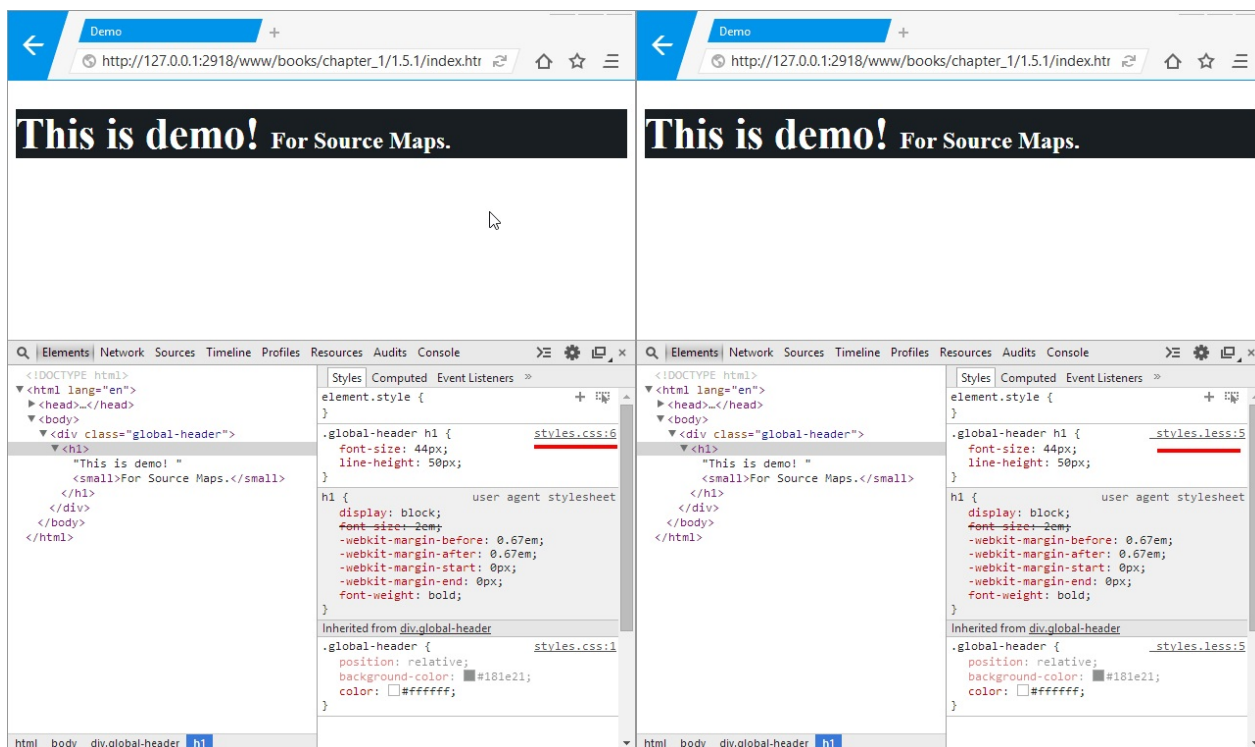 Demo
http://127.0.0.1:2918/www/books/chapter_1/1.5.1/index.htr
This is demo! For Source Maps.
Elements Network Sources Timeline Profiles Resources Audits Console
<!DOCTYPE html>
<html lang="en">
<head>…</head>
<body>
<div class="global-header">
<h1>
"This is demo! "
<small>For Source Maps.</small>
</h1>
</div>
</body>
</html>
html body div.global-header h1
Styles Computed Event Listeners »
element.style {
}
.global-header h1 { styles.css:6
font-size: 44px;
line-height: 50px;
}
h1 { user agent stylesheet
display: block;
font-size: 2em;
-webkit-margin-before: 0.67em;
-webkit-margin-after: 0.67em;
-webkit-margin-start: 0px;
-webkit-margin-end: 0px;
font-weight: bold;
}
Inherited from div.global-header
.global-header { styles.css:1
position: relative;
background-color: #181e21;
color: #ffffff;
}
Demo
http://127.0.0.1:2918/www/books/chapter_1/1.5.1/index.htr
This is demo! For Source Maps.
Elements Network Sources Timeline Profiles Resources Audits Console
<!DOCTYPE html>
<html lang="en">
<head>…</head>
<body>
<div class="global-header">
<h1>
"This is demo! "
<small>For Source Maps.</small>
</h1>
</div>
</body>
</html>
html body div.global-header h1
Styles Computed Event Listeners »
element.style {
}
.global-header h1 { _styles.less:5
font-size: 44px;
line-height: 50px;
}
h1 { user agent stylesheet
display: block;
font-size: 2em;
-webkit-margin-before: 0.67em;
-webkit-margin-after: 0.67em;
-webkit-margin-start: 0px;
-webkit-margin-end: 0px;
font-weight: bold;
}
Inherited from div.global-header
.global-header { _styles.less:5
position: relative;
background-color: #181e21;
color: #ffffff;
}